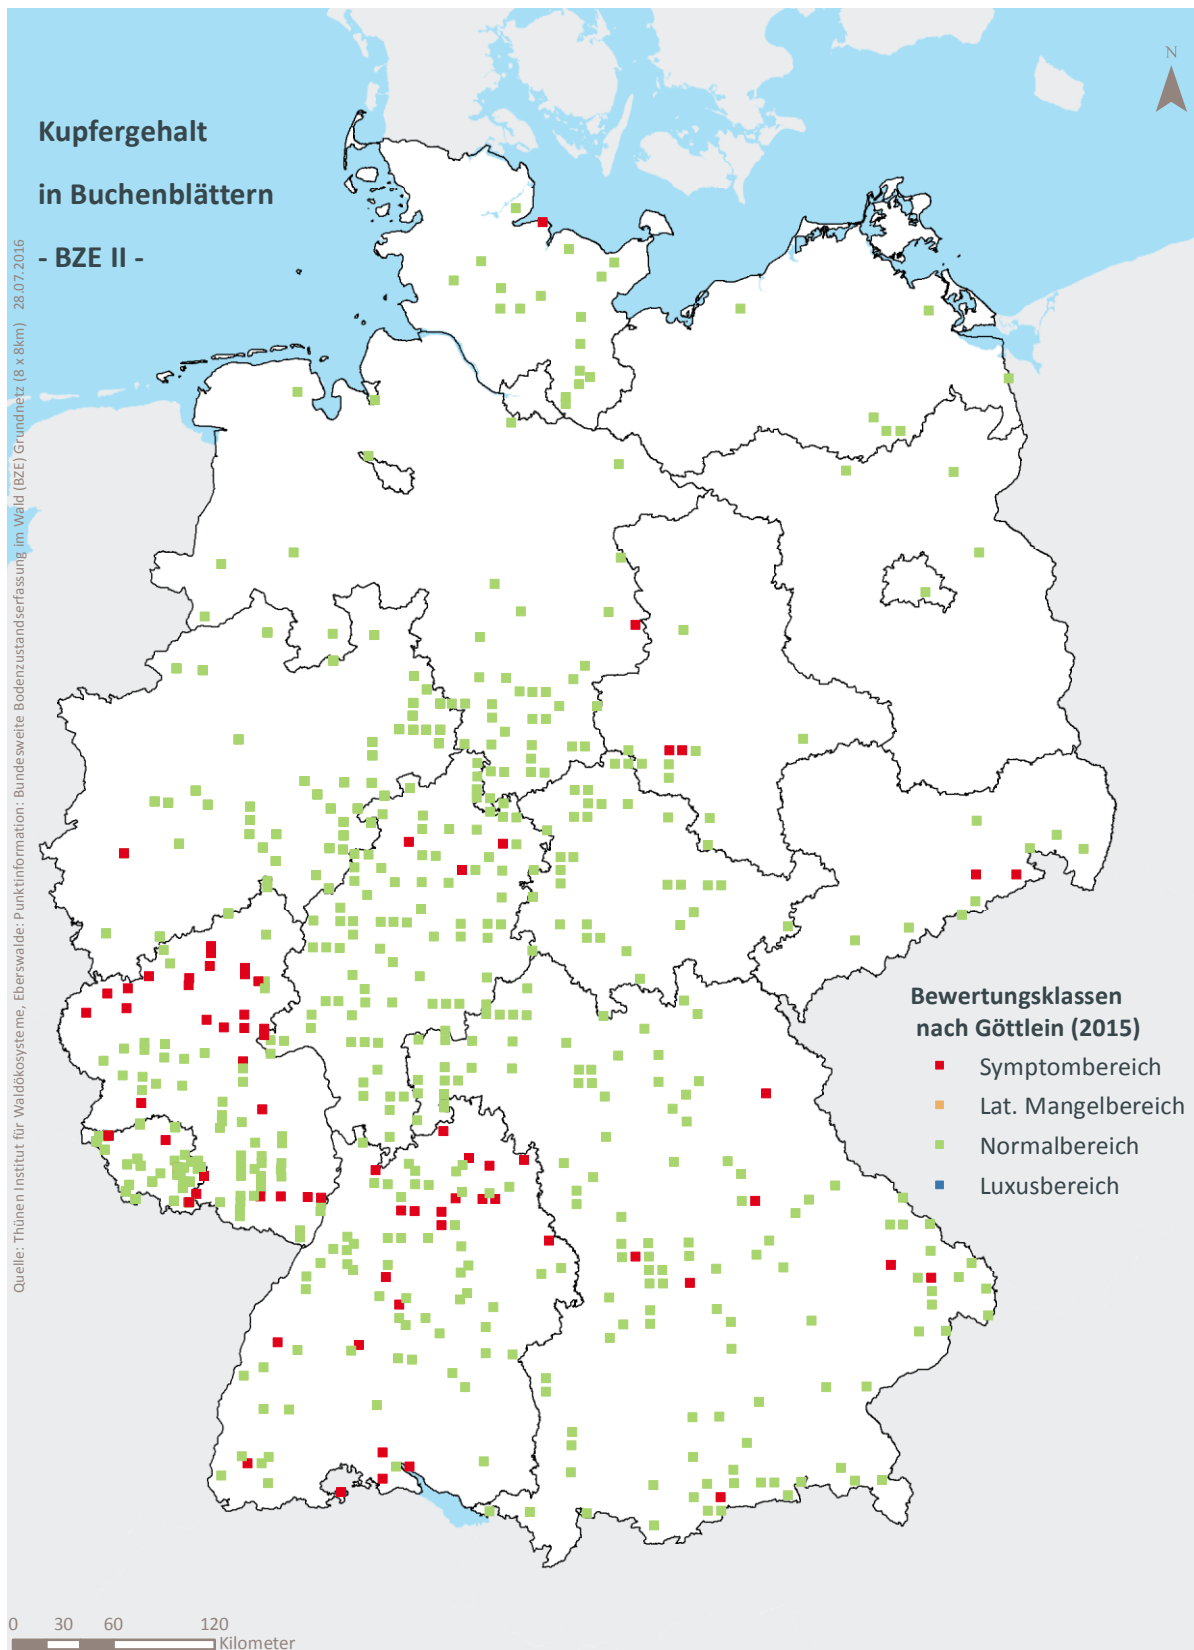 N
Kupfergehalt
in Buchenblättern
- BZE II -
Quelle: Thünen Institut für Waldökosysteme, Eberswalde: Punktinformation: Bundesweite Bodenzustandserfassung im Wald (BZE) Grundnetz (8 x 8km) 28.07.2016
Bewertungsklassen
nach Göttlein (2015)
Symptombereich
Lat. Mangelbereich
Normalbereich
Luxusbereich
0 30 60 120
Kilometer